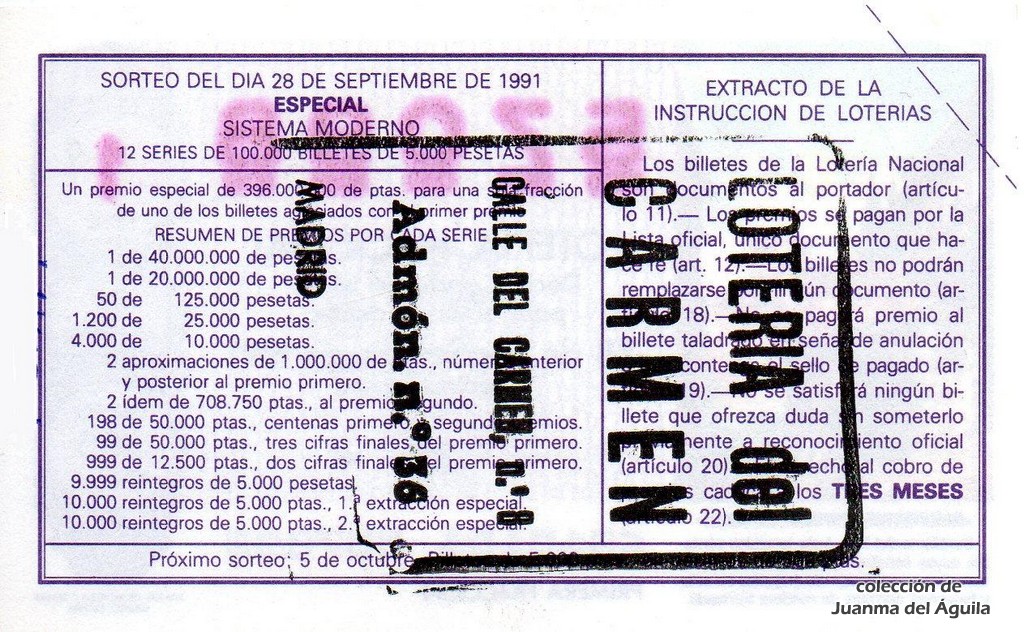 SORTEO DEL DIA 28 DE SEPTIEMBRE DE 1991
ESPECIAL
SISTEMA MODERNO
12 SERIES DE 100.000 BILLETES DE 5.000 PESETAS
Un premio especial de 396.000.000 de ptas. para una sola fracción
de uno de los billetes agraciados con el primer premio
RESUMEN DE PREMIOS POR CADA SERIE
1 de 40.000.000 de pesetas.
1 de 20.000.000 de pesetas.
50 de 125.000 pesetas.
1.200 de 25.000 pesetas.
4.000 de 10.000 pesetas.
2 aproximaciones de 1.000.000 de ptas., número anterior
y posterior al premio primero.
2 ídem de 708.750 ptas., al premio segundo.
198 de 50.000 ptas., centenas primero y segundo premios.
99 de 50.000 ptas., tres cifras finales del premio primero.
999 de 12.500 ptas., dos cifras finales del premio primero.
9.999 reintegros de 5.000 pesetas.
10.000 reintegros de 5.000 ptas., 1.ª extracción especial.
10.000 reintegros de 5.000 ptas., 2.ª extracción especial.
EXTRACTO DE LA
INSTRUCCION DE LOTERIAS
Los billetes de la Lotería Nacional
son documentos al portador (artícu-
lo 11).— Los premios se pagan por la
Lista oficial, único documento que ha-
ce fe (art. 12).—Los billetes no podrán
remplazarse por ningún documento (ar-
tículo 18).—No se pagará premio al
billete taladrado en señal de anulación
contenga el sello de pagado (ar-
9).—No se satisfará ningún bi-
llete que ofrezca duda sin someterlo
previamente a reconocimiento oficial
(artículo 20).—El derecho al cobro de
caduca a los TRES MESES
(artículo 22).
Próximo sorteo: 5 de octubre. Billetes de 5.000 ptas.
LOTERIA del
CARMEN
CALLE DEL CARMEN, n.º
Admón. n.º 36
MADRID
colección de
Juanma del Águila